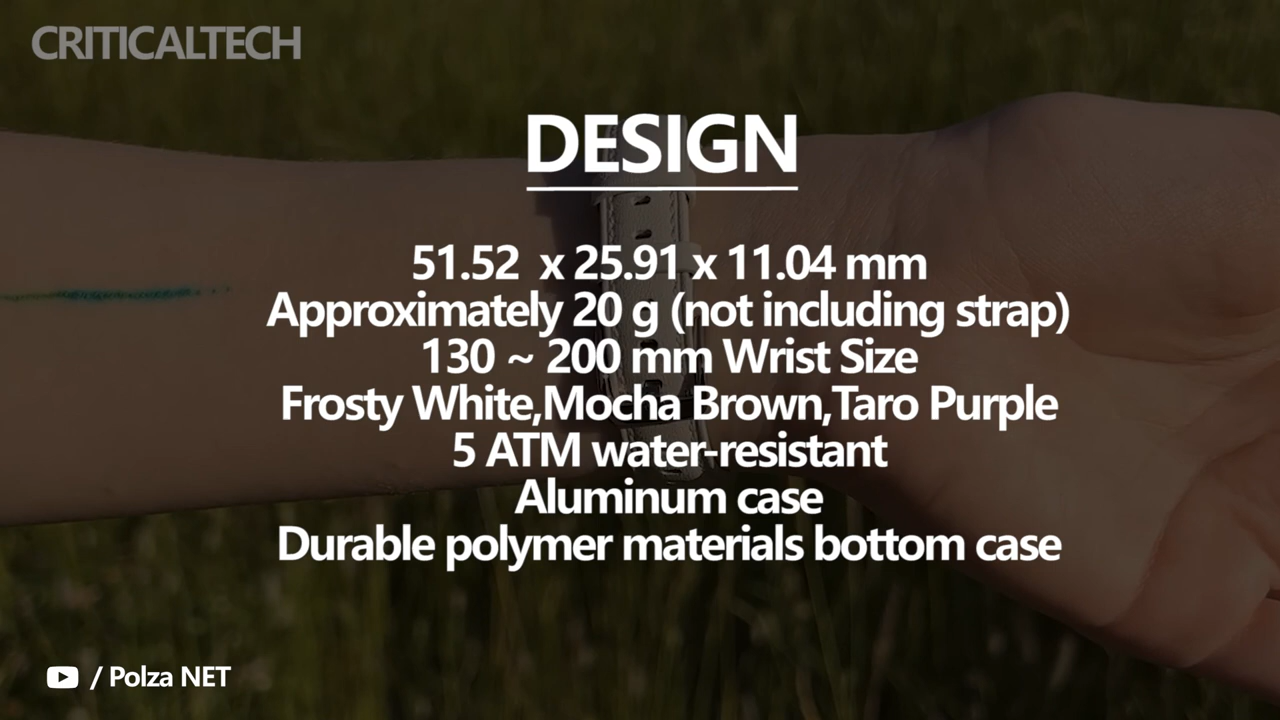 CRITICALTECH
DESIGN
51.52  x 25.91 x 11.04 mm
Approximately 20 g (not including strap)
130 ~ 200 mm Wrist Size
Frosty White,Mocha Brown,Taro Purple
5 ATM water-resistant
Aluminum case
Durable polymer materials bottom case
/ Polza NET